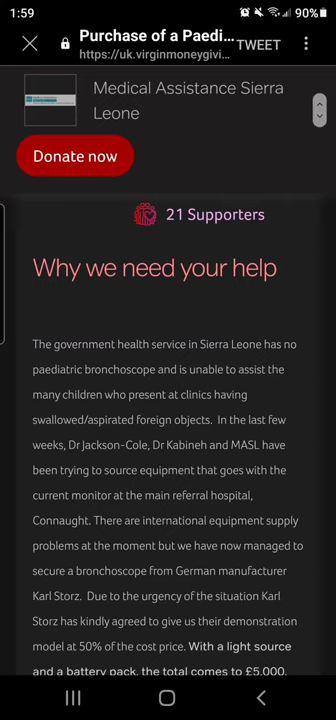 1:59
90%
Purchase of a Paedi...
https://uk.virginmoneygivi...
TWEET
Medical Assistance Sierra
Leone
Donate now
21 Supporters
Why we need your help
The government health service in Sierra Leone has no
paediatric bronchoscope and is unable to assist the
many children who present at clinics having
swallowed/aspirated foreign objects. In the last few
weeks, Dr Jackson-Cole, Dr Kabineh and MASL have
been trying to source equipment that goes with the
current monitor at the main referral hospital,
Connaught. There are international equipment supply
problems at the moment but we have now managed to
secure a bronchoscope from German manufacturer
Karl Storz. Due to the urgency of the situation Karl
Storz has kindly agreed to give us their demonstration
model at 50% of the cost price. With a light source
and a battery pack, the total comes to £5,000.